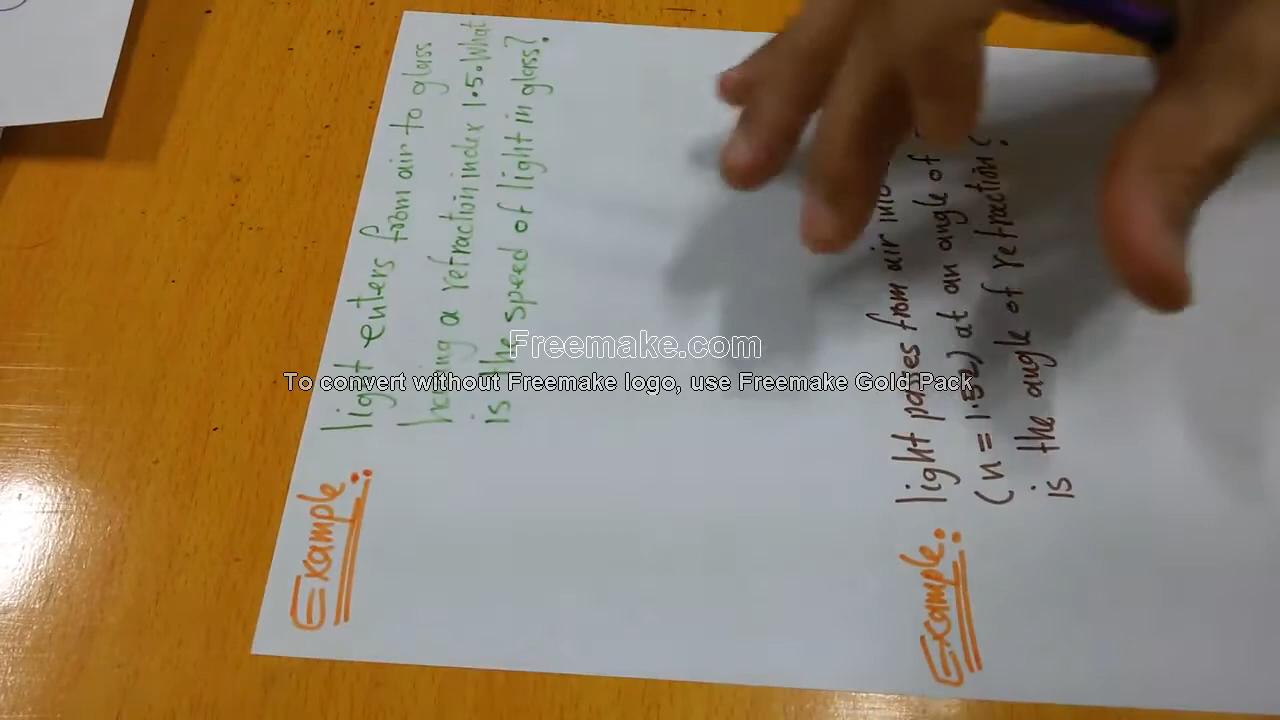 Example:
light enters from air to glass
having a refraction index 1.5. What
is the speed of light in glass?
Example:
light passes from air into
(n = 1.52) at an angle of
is the angle of refraction?
Freemake.com
To convert without Freemake logo, use Freemake Gold Pack